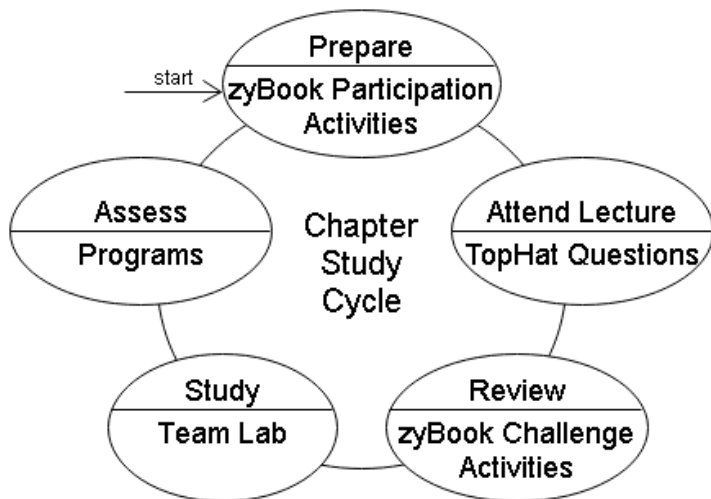 Prepare
start
zyBook Participation
Activities
Assess
Programs
Chapter
Study
Cycle
Attend Lecture
TopHat Questions
Study
Team Lab
Review
zyBook Challenge
Activities